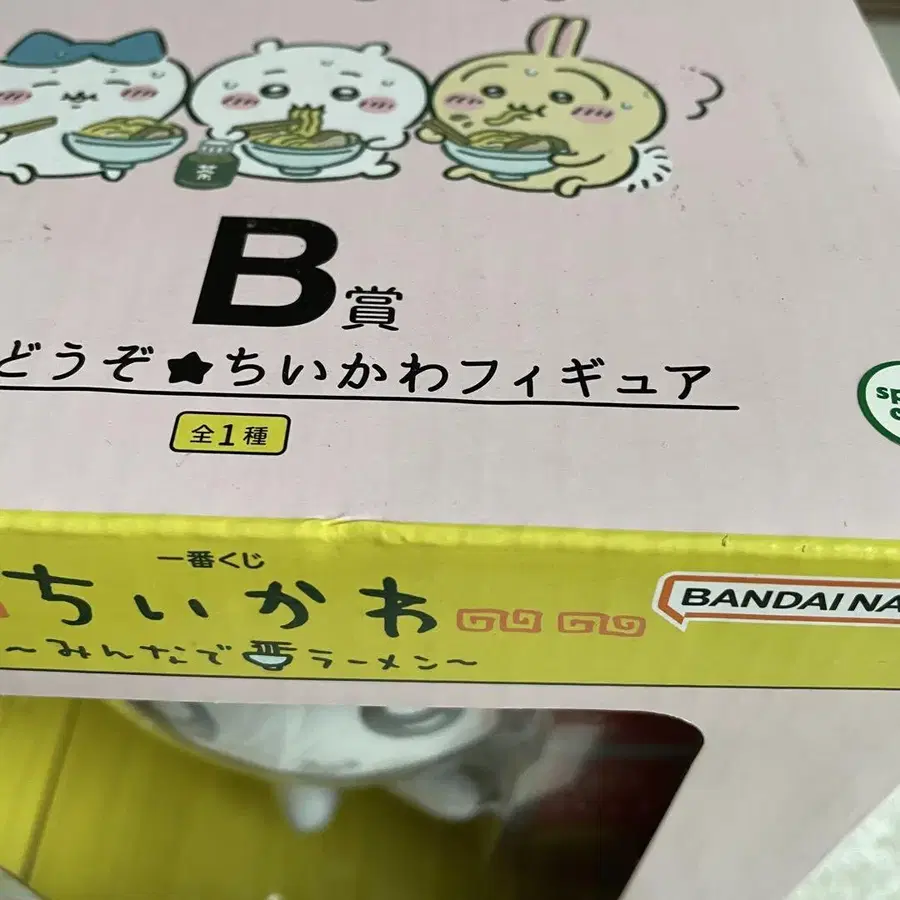 茶
B賞
どうぞ★ちいかわフィギュア
全1種
一番くじ
ちいかわ
BANDAI NA
～みんなでラーメン～